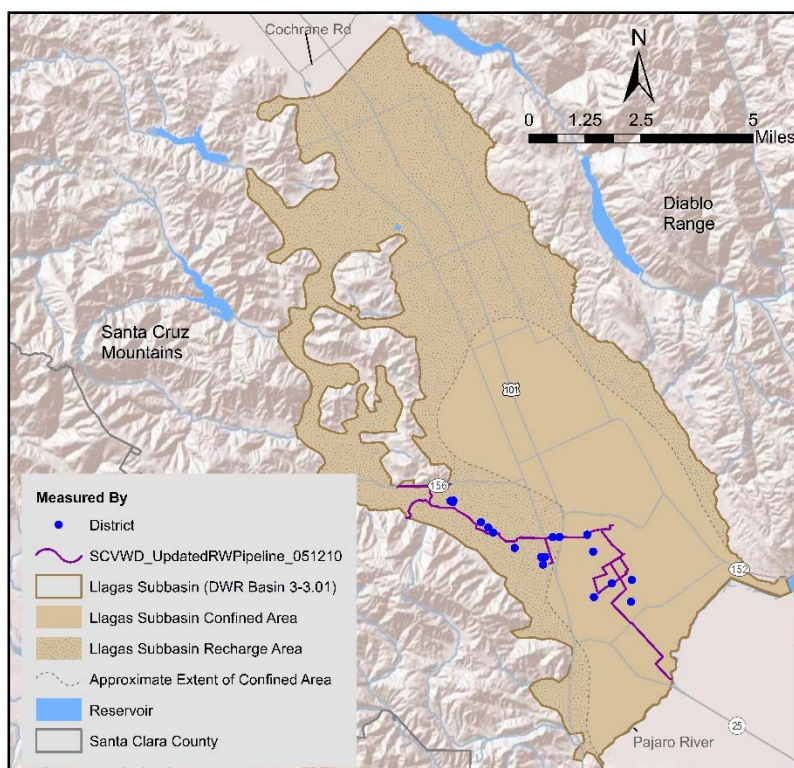 Cochrane Rd
N
0 1.25 2.5 5
Miles
Diablo
Range
Santa Cruz
Mountains
101
156
152
25
Pajaro River
Measured By
District
SCVWD_UpdatedRWPipeline_051210
Llagas Subbasin (DWR Basin 3-3.01)
Llagas Subbasin Confined Area
Llagas Subbasin Recharge Area
Approximate Extent of Confined Area
Reservoir
Santa Clara County